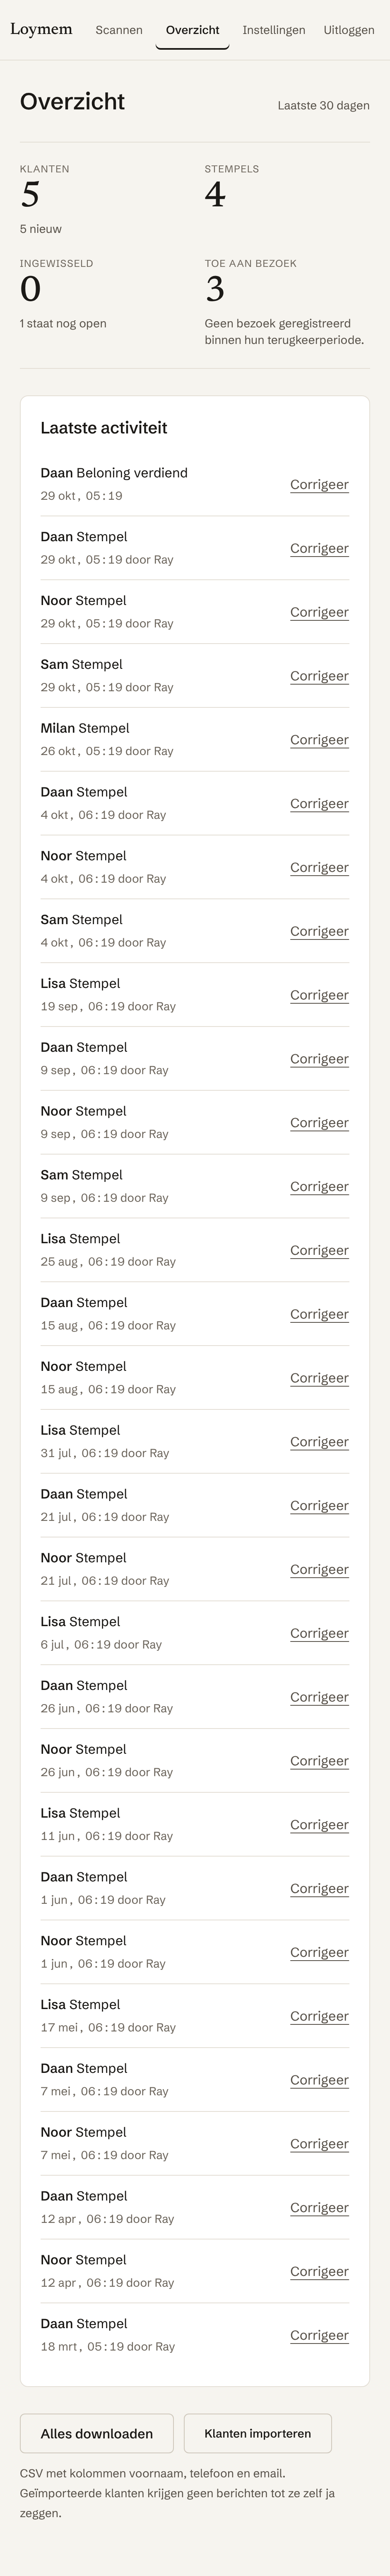 Loymem Scannen Overzicht Instellingen Uitloggen
Overzicht
Laatste 30 dagen
KLANTEN
5
5 nieuw
STEMPELS
4
INGEWISSELD
0
1 staat nog open
TOE AAN BEZOEK
3
Geen bezoek geregistreerd
binnen hun terugkeerperiode.
Laatste activiteit
Daan Beloning verdiend
29 okt, 05:19
Corrigeer
Daan Stempel
29 okt, 05:19 door Ray
Corrigeer
Noor Stempel
29 okt, 05:19 door Ray
Corrigeer
Sam Stempel
29 okt, 05:19 door Ray
Corrigeer
Milan Stempel
26 okt, 05:19 door Ray
Corrigeer
Daan Stempel
4 okt, 06:19 door Ray
Corrigeer
Noor Stempel
4 okt, 06:19 door Ray
Corrigeer
Sam Stempel
4 okt, 06:19 door Ray
Corrigeer
Lisa Stempel
19 sep, 06:19 door Ray
Corrigeer
Daan Stempel
9 sep, 06:19 door Ray
Corrigeer
Noor Stempel
9 sep, 06:19 door Ray
Corrigeer
Sam Stempel
9 sep, 06:19 door Ray
Corrigeer
Lisa Stempel
25 aug, 06:19 door Ray
Corrigeer
Daan Stempel
15 aug, 06:19 door Ray
Corrigeer
Noor Stempel
15 aug, 06:19 door Ray
Corrigeer
Lisa Stempel
31 jul, 06:19 door Ray
Corrigeer
Daan Stempel
21 jul, 06:19 door Ray
Corrigeer
Noor Stempel
21 jul, 06:19 door Ray
Corrigeer
Lisa Stempel
6 jul, 06:19 door Ray
Corrigeer
Daan Stempel
26 jun, 06:19 door Ray
Corrigeer
Noor Stempel
26 jun, 06:19 door Ray
Corrigeer
Lisa Stempel
11 jun, 06:19 door Ray
Corrigeer
Daan Stempel
1 jun, 06:19 door Ray
Corrigeer
Noor Stempel
1 jun, 06:19 door Ray
Corrigeer
Lisa Stempel
17 mei, 06:19 door Ray
Corrigeer
Daan Stempel
7 mei, 06:19 door Ray
Corrigeer
Noor Stempel
7 mei, 06:19 door Ray
Corrigeer
Daan Stempel
12 apr, 06:19 door Ray
Corrigeer
Noor Stempel
12 apr, 06:19 door Ray
Corrigeer
Daan Stempel
18 mrt, 05:19 door Ray
Corrigeer
Alles downloaden
Klanten importeren
CSV met kolommen voornaam, telefoon en email.
Geïmporteerde klanten krijgen geen berichten tot ze zelf ja
zeggen.